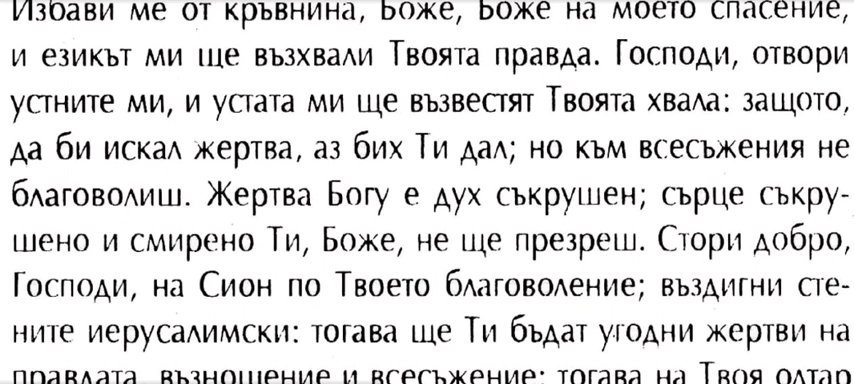 Избави ме от кръвнина, Боже, Боже на моето спасение,
и езикът ми ще възхвали Твоята правда. Господи, отвори
устните ми, и устата ми ще възвестят Твоята хвала: защото,
да би искал жертва, аз бих Ти дал; но към всесъжения не
благоволиш. Жертва Богу е дух съкрушен; сърце съкру-
шено и смирено Ти, Боже, не ще презреш. Стори добро,
Господи, на Сион по Твоето благоволение; въздигни сте-
ните иерусалимски: тогава ще Ти бъдат угодни жертви на
правдата, възношение и всесъжение; тогава на Твоя олтар